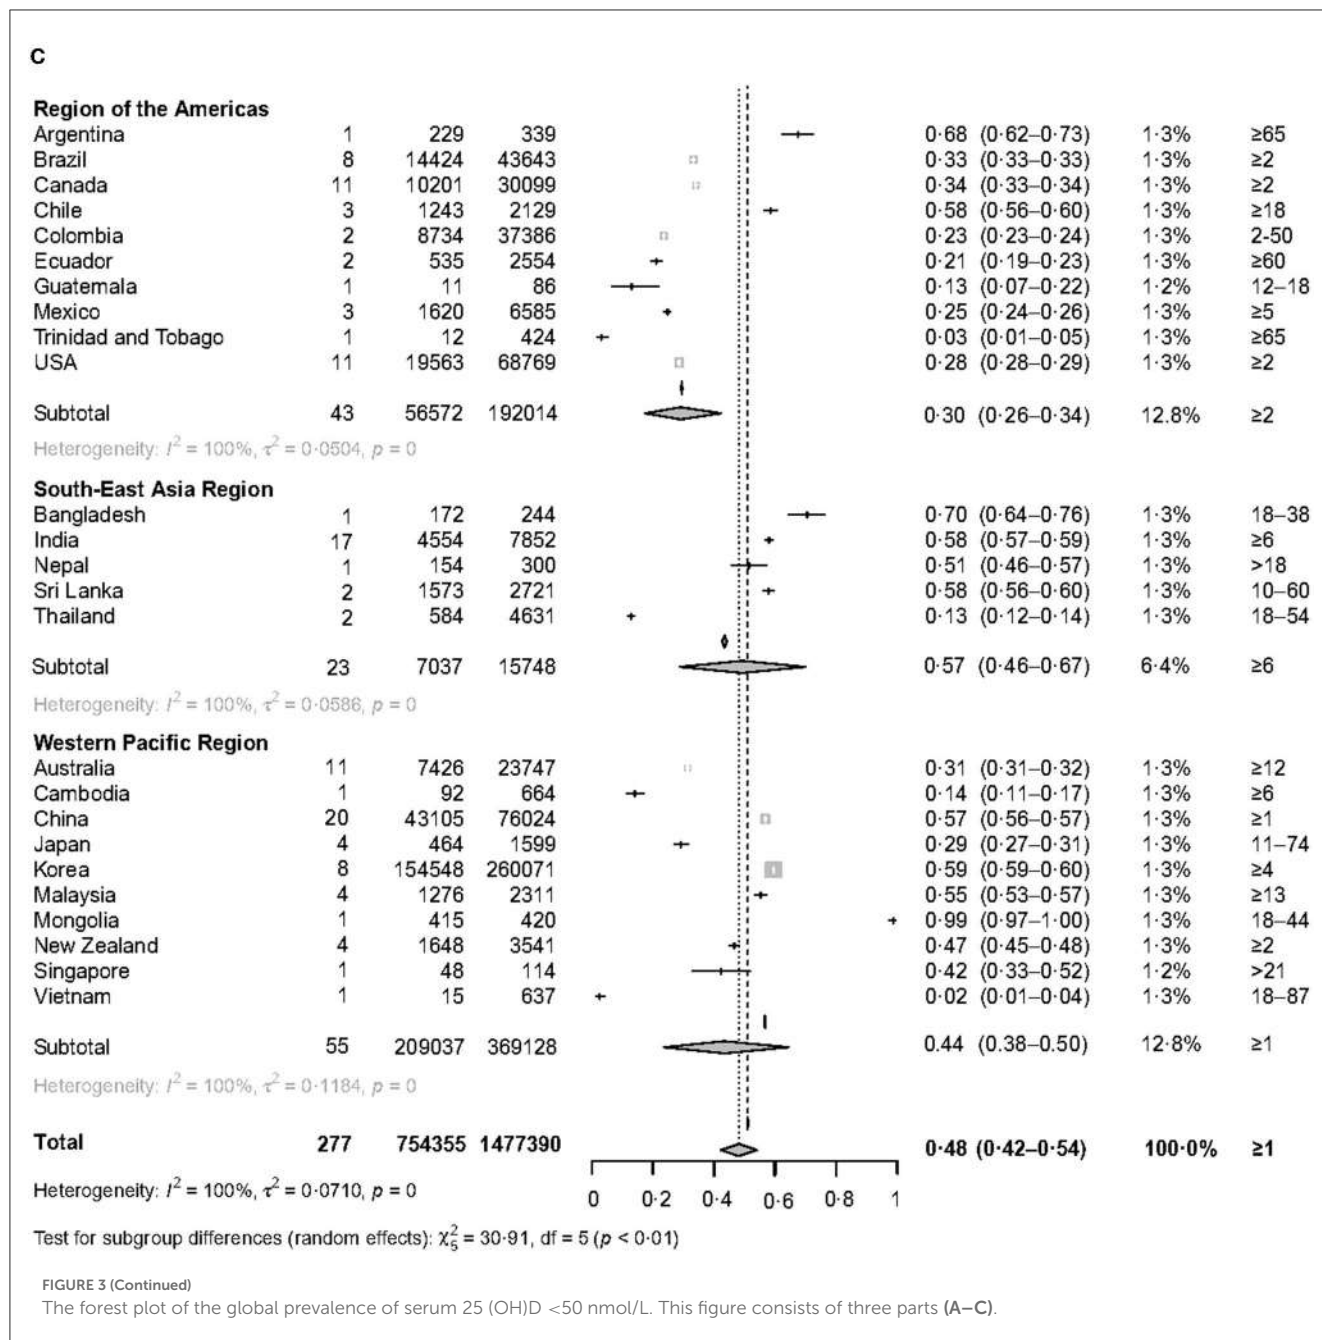 C
Region of the Americas
Argentina 1 229 339 0·68 (0·62–0·73) 1·3% ≥65
Brazil 8 14424 43643 0·33 (0·33–0·33) 1·3% ≥2
Canada 11 10201 30099 0·34 (0·33–0·34) 1·3% ≥2
Chile 3 1243 2129 0·58 (0·56–0·60) 1·3% ≥18
Colombia 2 8734 37386 0·23 (0·23–0·24) 1·3% 2-50
Ecuador 2 535 2554 0·21 (0·19–0·23) 1·3% ≥60
Guatemala 1 11 86 0·13 (0·07–0·22) 1·2% 12–18
Mexico 3 1620 6585 0·25 (0·24–0·26) 1·3% ≥5
Trinidad and Tobago 1 12 424 0·03 (0·01–0·05) 1·3% ≥65
USA 11 19563 68769 0·28 (0·28–0·29) 1·3% ≥2
Subtotal 43 56572 192014 0·30 (0·26–0·34) 12.8% ≥2
Heterogeneity: I² = 100%, τ² = 0·0504, p = 0
South-East Asia Region
Bangladesh 1 172 244 0·70 (0·64–0·76) 1·3% 18–38
India 17 4554 7852 0·58 (0·57–0·59) 1·3% ≥6
Nepal 1 154 300 0·51 (0·46–0·57) 1·3% >18
Sri Lanka 2 1573 2721 0·58 (0·56–0·60) 1·3% 10–60
Thailand 2 584 4631 0·13 (0·12–0·14) 1·3% 18–54
Subtotal 23 7037 15748 0·57 (0·46–0·67) 6·4% ≥6
Heterogeneity: I² = 100%, τ² = 0·0586, p = 0
Western Pacific Region
Australia 11 7426 23747 0·31 (0·31–0·32) 1·3% ≥12
Cambodia 1 92 664 0·14 (0·11–0·17) 1·3% ≥6
China 20 43105 76024 0·57 (0·56–0·57) 1·3% ≥1
Japan 4 464 1599 0·29 (0·27–0·31) 1·3% 11–74
Korea 8 154548 260071 0·59 (0·59–0·60) 1·3% ≥4
Malaysia 4 1276 2311 0·55 (0·53–0·57) 1·3% ≥13
Mongolia 1 415 420 0·99 (0·97–1·00) 1·3% 18–44
New Zealand 4 1648 3541 0·47 (0·45–0·48) 1·3% ≥2
Singapore 1 48 114 0·42 (0·33–0·52) 1·2% >21
Vietnam 1 15 637 0·02 (0·01–0·04) 1·3% 18–87
Subtotal 55 209037 369128 0.44 (0.38–0.50) 12·8% ≥1
Heterogeneity: I² = 100%, τ² = 0·1184, p = 0
Total 277 754355 1477390 0·48 (0·42–0·54) 100·0% ≥1
Heterogeneity: I² = 100%, τ² = 0·0710, p = 0
0 0·2 0·4 0·6 0·8 1
Test for subgroup differences (random effects): χ²₅ = 30·91, df = 5 (p < 0·01)
FIGURE 3 (Continued)
The forest plot of the global prevalence of serum 25 (OH)D <50 nmol/L. This figure consists of three parts (A–C).